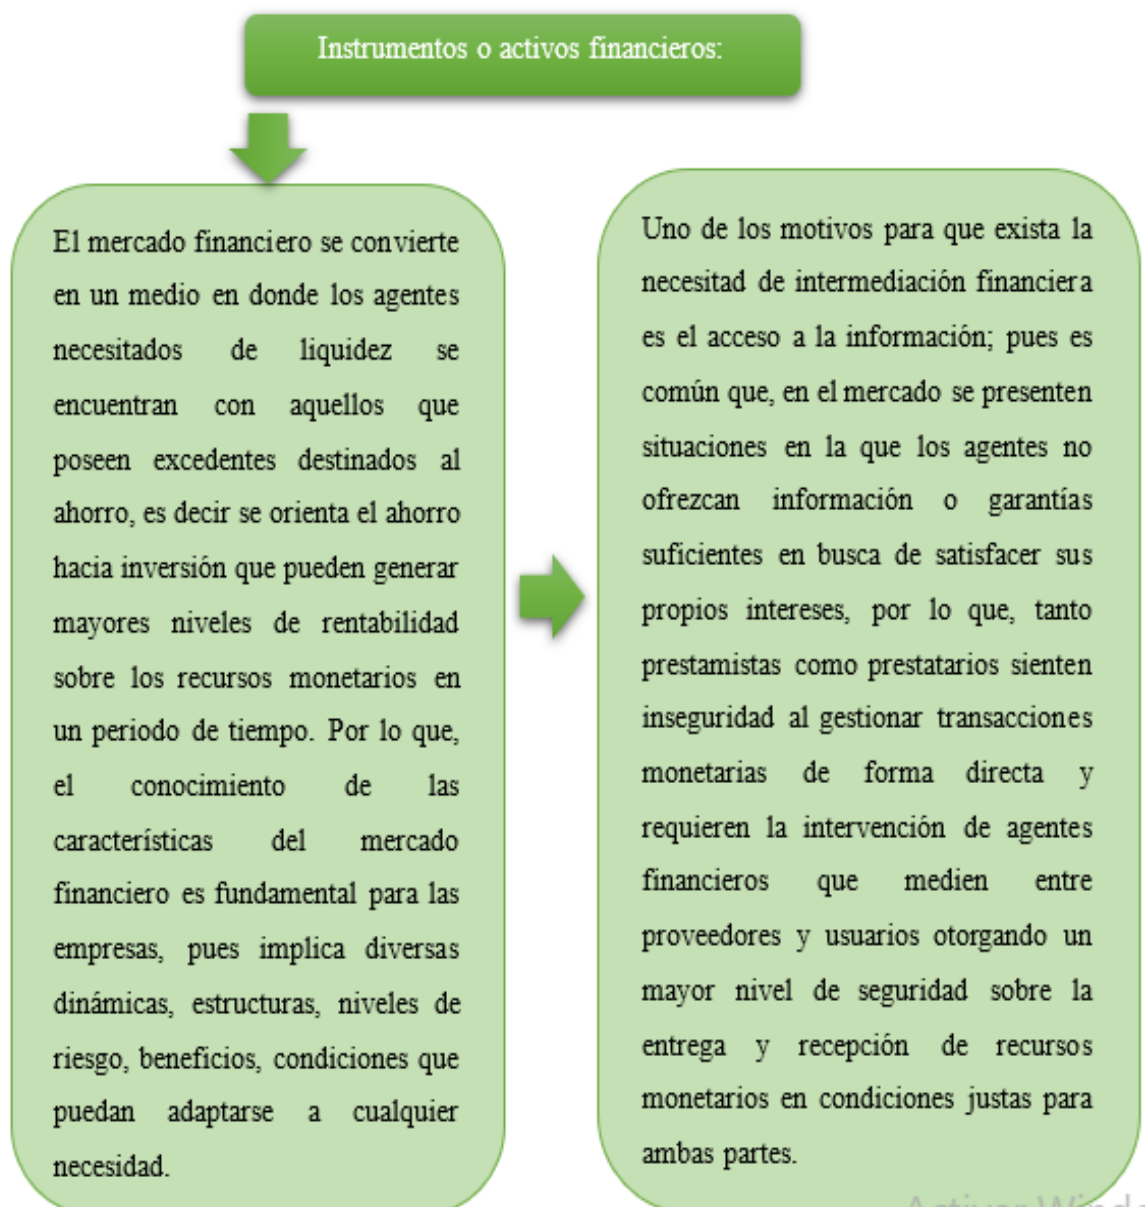 Instrumentos o activos financieros:
El mercado financiero se convierte
en un medio en donde los agentes
necesitados de liquidez se
encuentran con aquellos que
poseen excedentes destinados al
ahorro, es decir se orienta el ahorro
hacia inversión que pueden generar
mayores niveles de rentabilidad
sobre los recursos monetarios en
un periodo de tiempo. Por lo que,
el conocimiento de las
características del mercado
financiero es fundamental para las
empresas, pues implica diversas
dinámicas, estructuras, niveles de
riesgo, beneficios, condiciones que
puedan adaptarse a cualquier
necesidad.
Uno de los motivos para que exista la
necesitad de intermediación financiera
es el acceso a la información; pues es
común que, en el mercado se presenten
situaciones en la que los agentes no
ofrezcan información o garantías
suficientes en busca de satisfacer sus
propios intereses, por lo que, tanto
prestamistas como prestatarios sienten
inseguridad al gestionar transacciones
monetarias de forma directa y
requieren la intervención de agentes
financieros que medien entre
proveedores y usuarios otorgando un
mayor nivel de seguridad sobre la
entrega y recepción de recursos
monetarios en condiciones justas para
ambas partes.